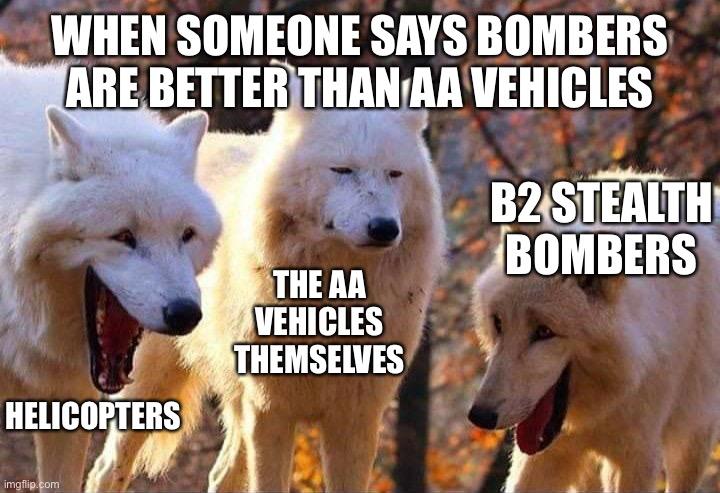 WHEN SOMEONE SAYS BOMBERS
ARE BETTER THAN AA VEHICLES
B2 STEALTH
BOMBERS
THE AA
VEHICLES
THEMSELVES
HELICOPTERS
imgflip.com